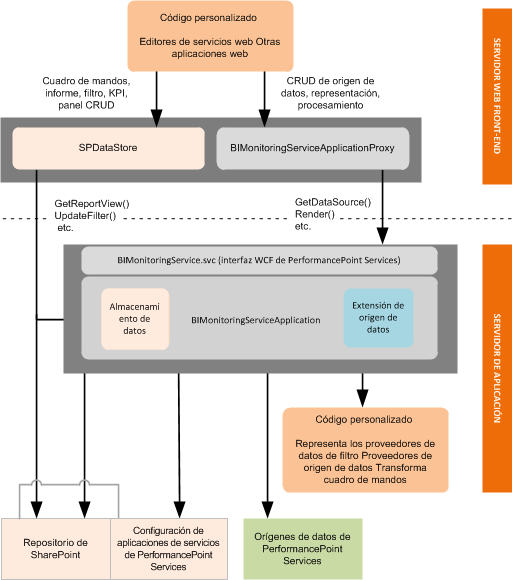 Código personalizado
Editores de servicios web Otras
aplicaciones web
Cuadro de mandos,
informe, filtro, KPI,
panel CRUD
CRUD de origen de
datos, representación,
procesamiento
SERVIDOR WEB FRONT-END
SPDataStore
BIMonitoringServiceApplicationProxy
GetReportView()
UpdateFilter()
etc.
GetDataSource()
Render()
etc.
BIMonitoringService.svc (interfaz WCF de PerformancePoint Services)
Almacenami
ento de
datos
BIMonitoringServiceApplication
Extensión de
origen de
datos
SERVIDOR DE APLICACIÓN
Código personalizado
Representa los proveedores de
datos de filtro Proveedores de
origen de datos Transforma
cuadro de mandos
Repositorio de
SharePoint
Configuración de
aplicaciones de servicios
de PerformancePoint
Services
Orígenes de datos de
PerformancePoint
Services